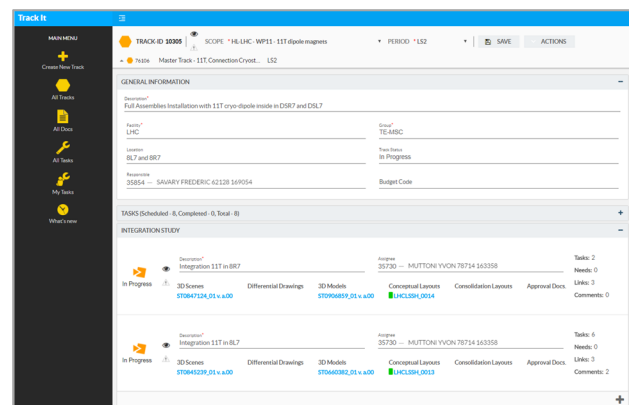 Track It
MAIN MENU
Create New Track
All Tracks
All Docs
All Tasks
My Tasks
What's new
TRACK-ID 10305 SCOPE * HL-LHC - WP11 - 11T dipole magnets * PERIOD * LS2 SAVE ACTIONS
76106 Master Track - 11T, Connection Cryost... LS2
GENERAL INFORMATION
Description*
Full Assemblies Installation with 11T cryo-dipole inside in DSR7 and DSL7
Facility* Group*
LHC TE-MSC
Location Track Status
8L7 and 8R7 In Progress
Responsible
35854 -- SAVARY FREDERIC 62128 169054 Budget Code
TASKS (Scheduled - 8, Completed - 0, Total - 8)
INTEGRATION STUDY
Description* Assignee Tasks: 2
Integration 11T in 8R7 35730 -- MUTTONI YVON 78714 163358
Needs: 0
In Progress 3D Scenes Differential Drawings 3D Models Conceptual Layouts Consolidation Layouts Approval Docs. Links: 3
ST0847124_01 v. a.00 ST0906859_01 v. a.00 LHCLSSH_0014 Comments: 0
Description* Assignee Tasks: 6
Integration 11T in 8L7 35730 -- MUTTONI YVON 78714 163358
Needs: 0
In Progress 3D Scenes Differential Drawings 3D Models Conceptual Layouts Consolidation Layouts Approval Docs. Links: 3
ST0845239_01 v. a.00 ST0660382_01 v. a.00 LHCLSSH_0013 Comments: 2